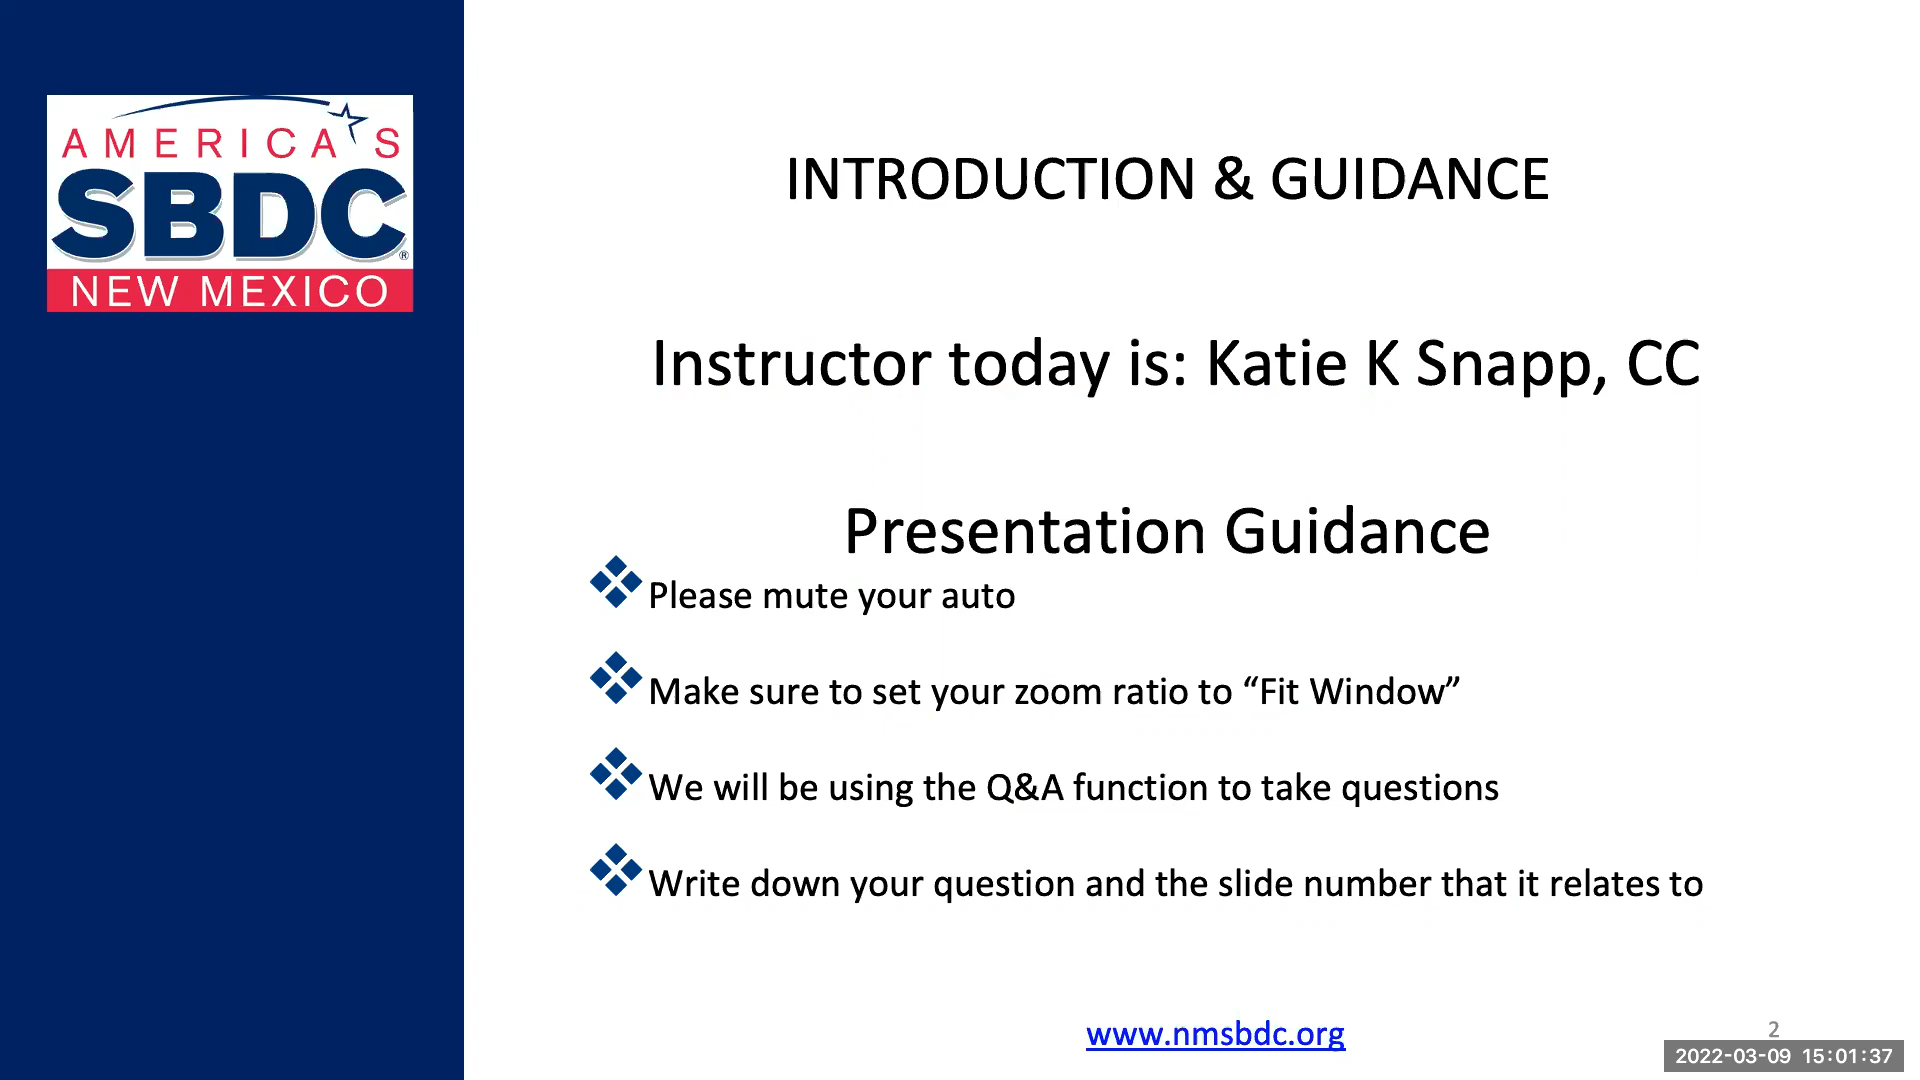 AMERICA'S
SBDC®
NEW MEXICO
INTRODUCTION & GUIDANCE
Instructor today is: Katie K Snapp, CC
Presentation Guidance
Please mute your auto
Make sure to set your zoom ratio to “Fit Window”
We will be using the Q&A function to take questions
Write down your question and the slide number that it relates to
www.nmsbdc.org
2
2022-03-09 15:01:37